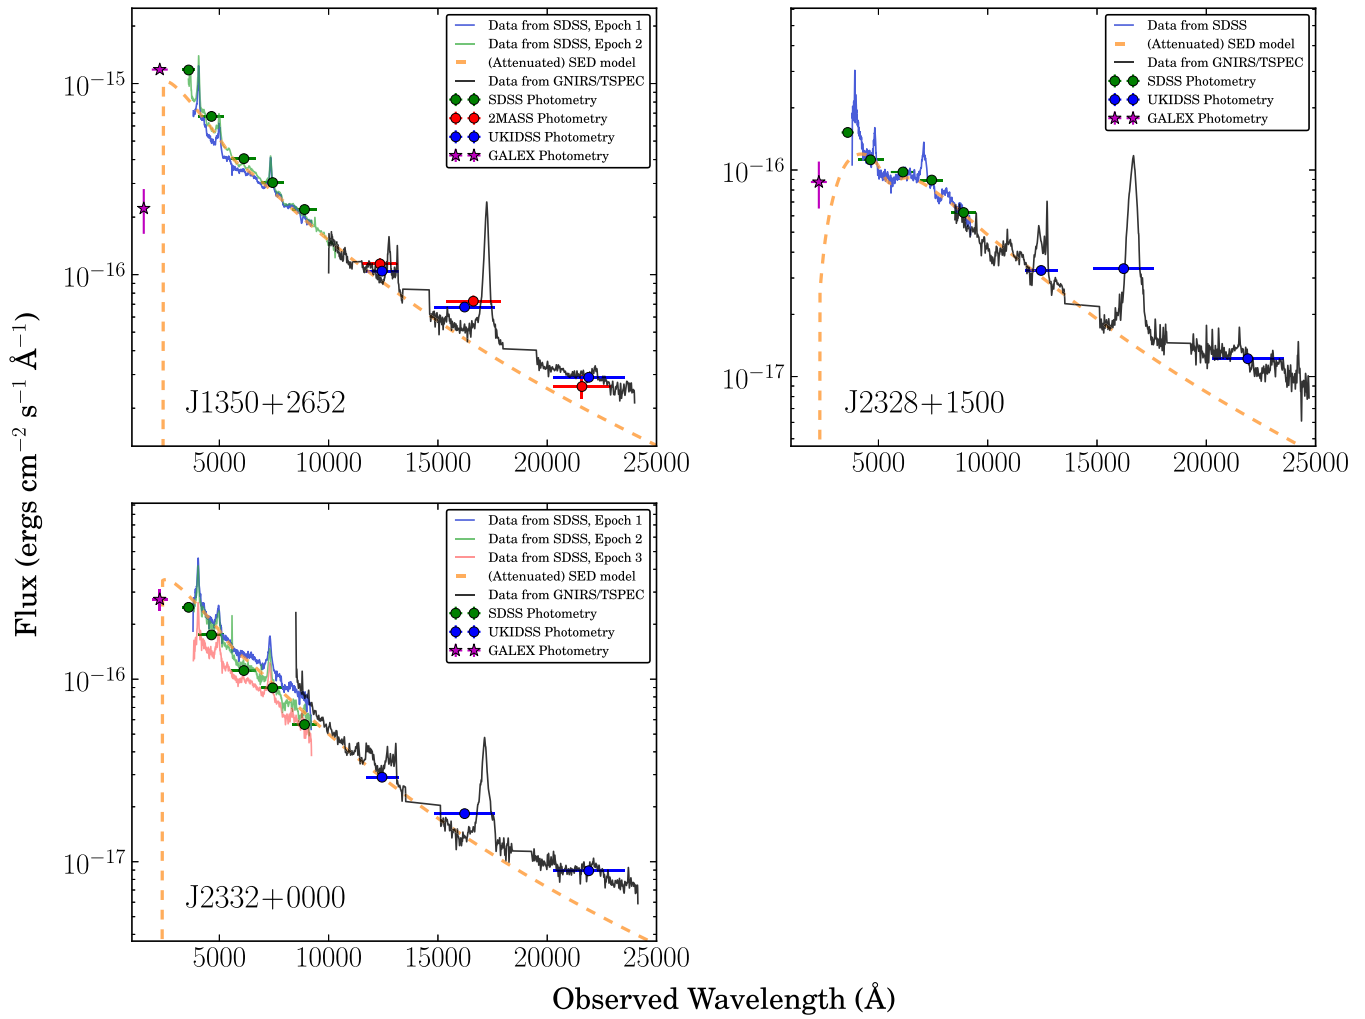 Data from SDSS, Epoch 1
Data from SDSS, Epoch 2
(Attenuated) SED model
Data from GNIRS/TSPEC
SDSS Photometry
2MASS Photometry
UKIDSS Photometry
GALEX Photometry
10−15
10−16
J1350+2652
5000 10000 15000 20000 25000
Data from SDSS
(Attenuated) SED model
Data from GNIRS/TSPEC
SDSS Photometry
UKIDSS Photometry
GALEX Photometry
10−16
10−17
J2328+1500
5000 10000 15000 20000 25000
Flux (ergs cm−2 s−1 Å−1)
Data from SDSS, Epoch 1
Data from SDSS, Epoch 2
Data from SDSS, Epoch 3
(Attenuated) SED model
Data from GNIRS/TSPEC
SDSS Photometry
UKIDSS Photometry
GALEX Photometry
10−16
10−17
J2332+0000
5000 10000 15000 20000 25000
Observed Wavelength (Å)